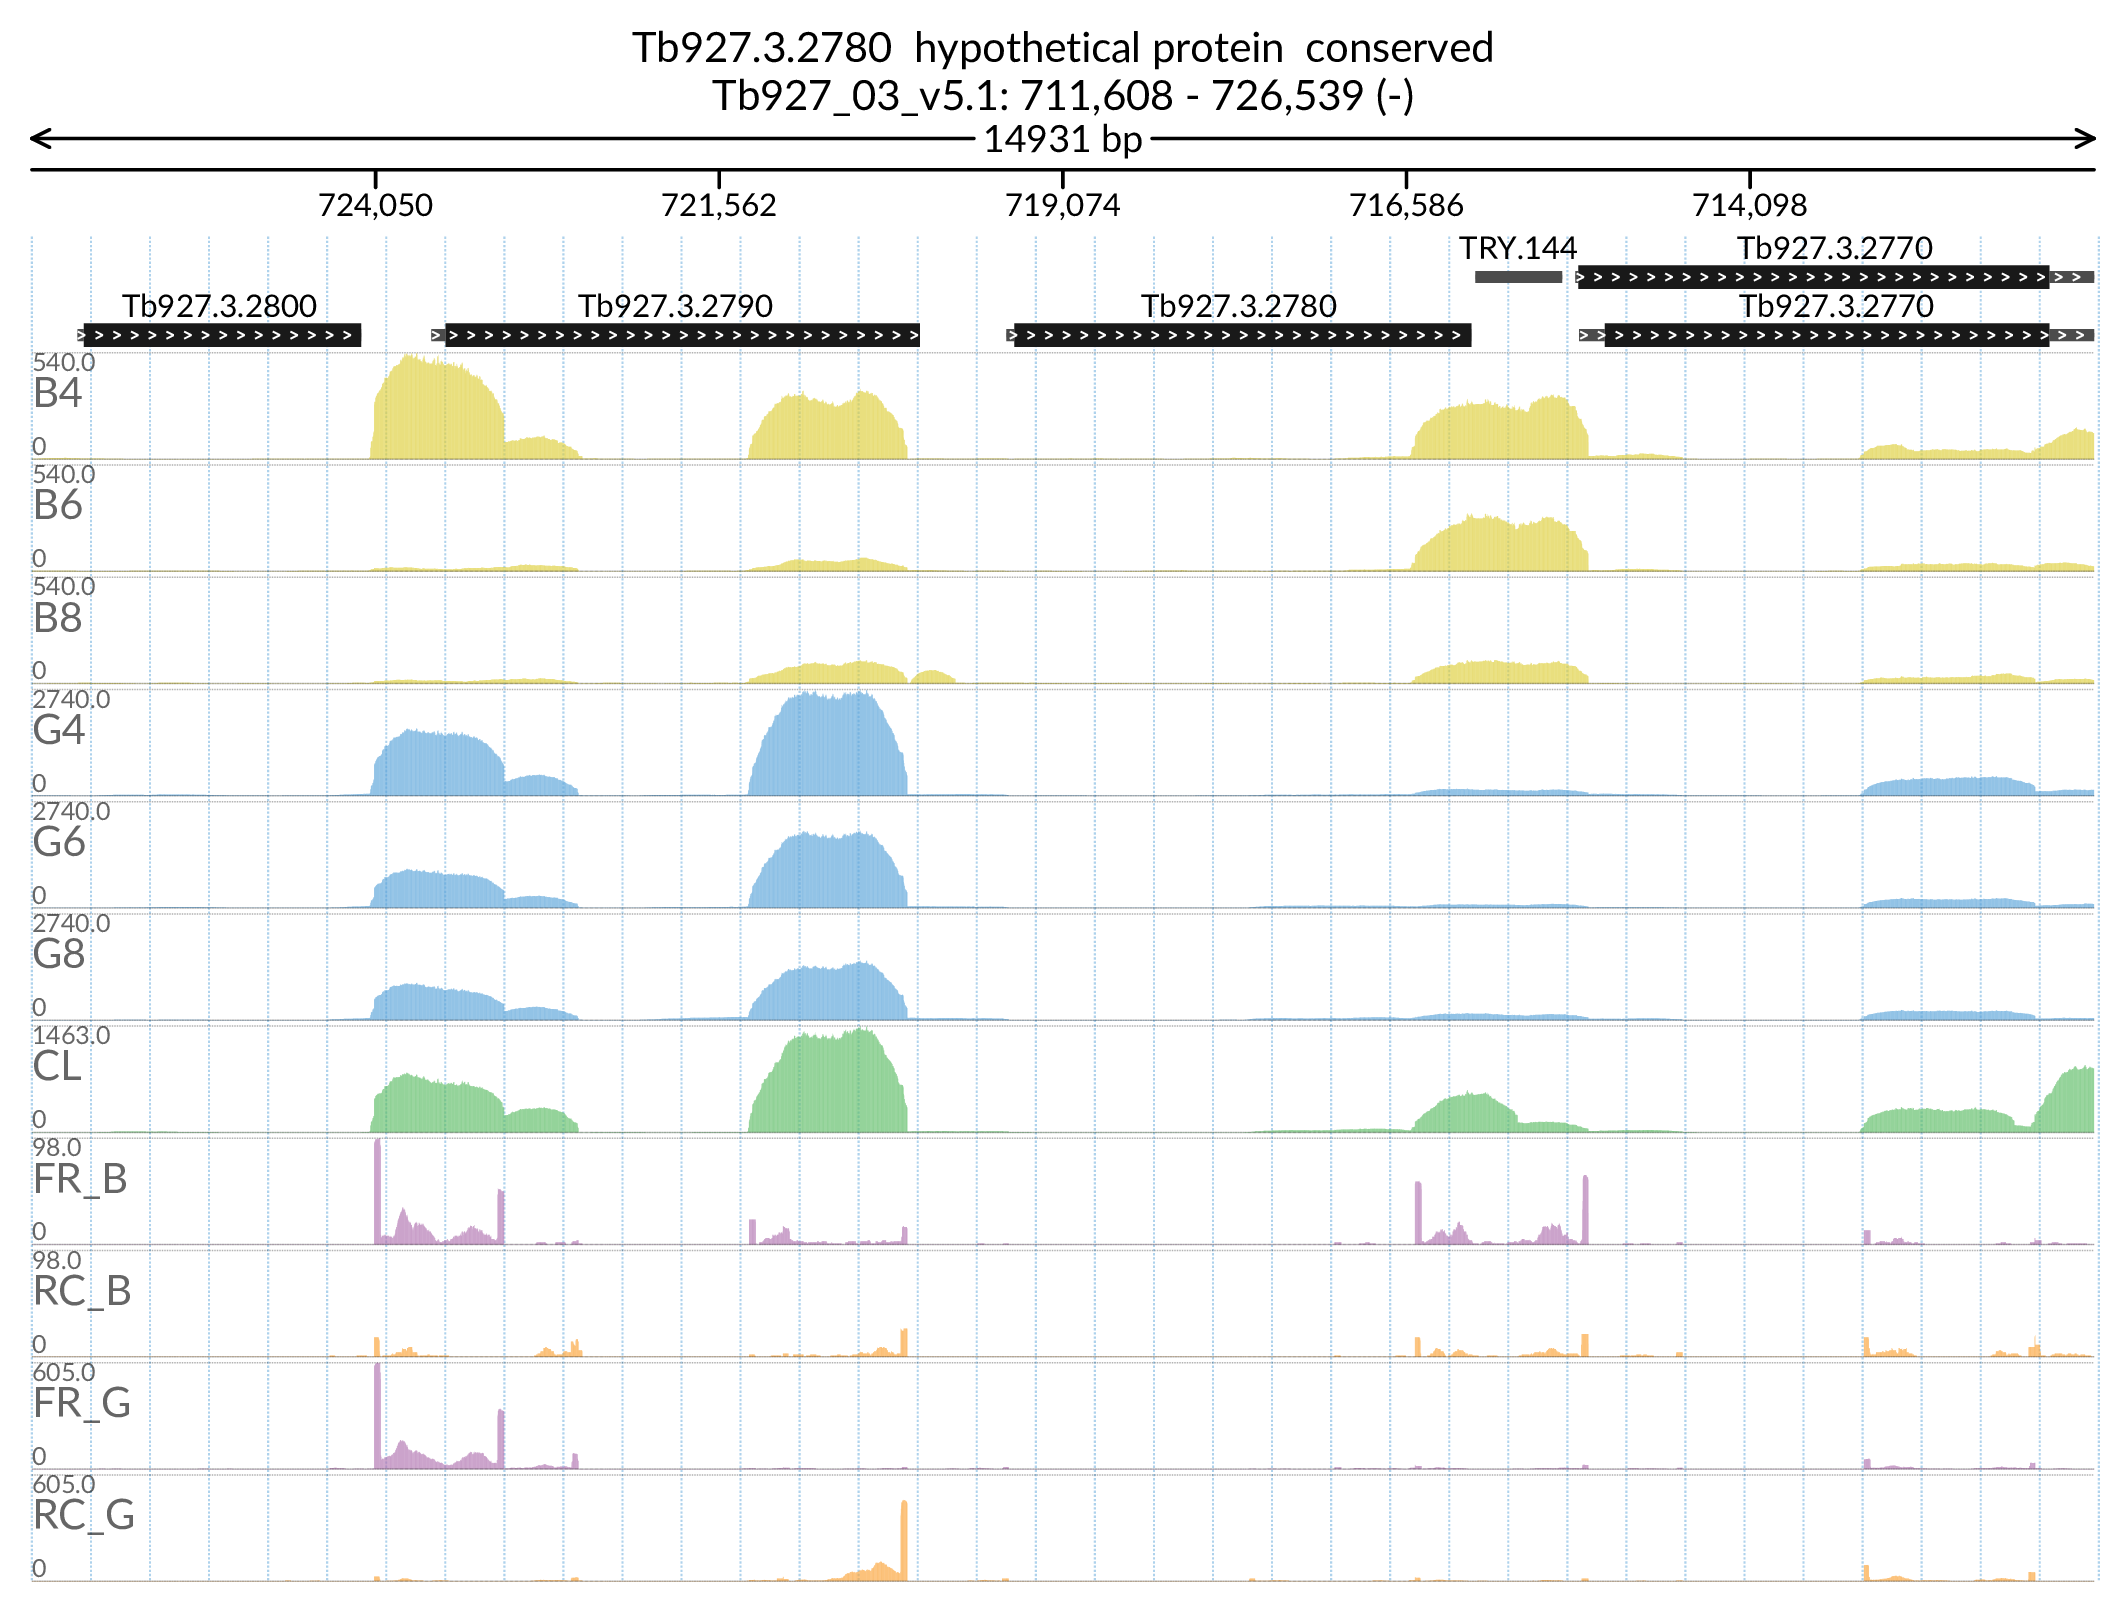 Tb927.3.2780 hypothetical protein conserved
Tb927_03_v5.1: 711,608 - 726,539 (-)
14931 bp
724,050 721,562 719,074 716,586 714,098
TRY.144 Tb927.3.2770
Tb927.3.2800 Tb927.3.2790 Tb927.3.2780 Tb927.3.2770
540.0
B4
0
540.0
B6
0
540.0
B8
0
2740.0
G4
0
2740.0
G6
0
2740.0
G8
0
1463.0
CL
0
98.0
FR_B
0
98.0
RC_B
0
605.0
FR_G
0
605.0
RC_G
0